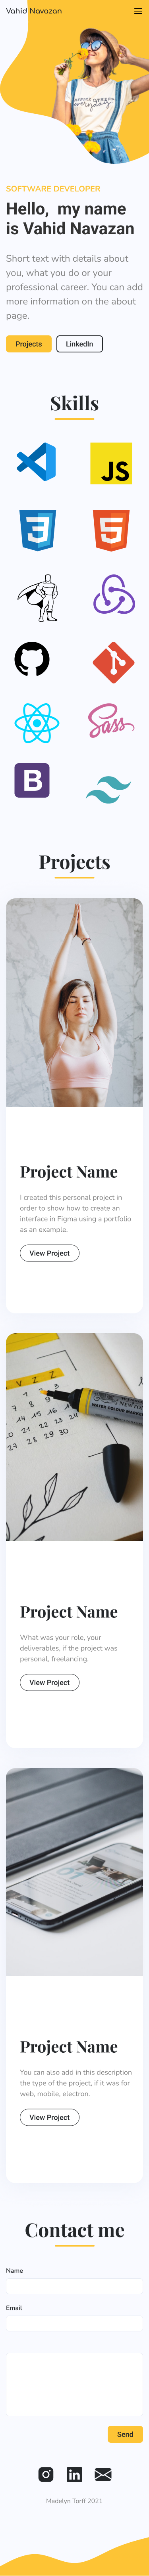 Vahid Navazan
SOFTWARE DEVELOPER
Hello, my name
is Vahid Navazan
Short text with details about
you, what you do or your
professional career. You can add
more information on the about
page.
Projects
LinkedIn
Skills
JS
Sass
B
Projects
Project Name
I created this personal project in
order to show how to create an
interface in Figma using a portfolio
as an example.
View Project
Project Name
What was your role, your
deliverables, if the project was
personal, freelancing.
View Project
Project Name
You can also add in this description
the type of the project, if it was for
web, mobile, electron.
View Project
Contact me
Name
Email
Send
Madelyn Torff 2021